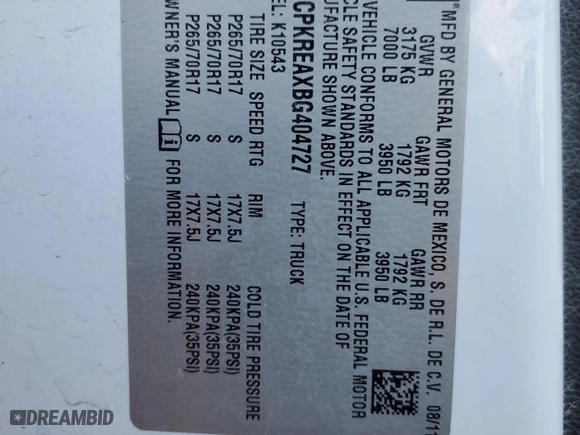 MFD BY GENERAL MOTORS DE MEXICO, S. DE R.L. DE C.V. 08/11
GVWR GAWR FRT GAWR RR
3175 KG 1792 KG 1792 KG
7000 LB 3950 LB 3950 LB
VEHICLE CONFORMS TO ALL APPLICABLE U.S. FEDERAL MOTOR
CLE SAFETY STANDARDS IN EFFECT ON THE DATE OF
UFACTURE SHOWN ABOVE.
CPKREAXBG404727 TYPE: TRUCK
EL: K10543
TIRE SIZE SPEED RTG RIM COLD TIRE PRESSURE
P265/70R17 S 17X7.5J 240KPA(35PSI)
P265/70R17 S 17X7.5J 240KPA(35PSI)
P265/70R17 S 17X7.5J 240KPA(35PSI)
WNER'S MANUAL FOR MORE INFORMATION.
DREAMBID